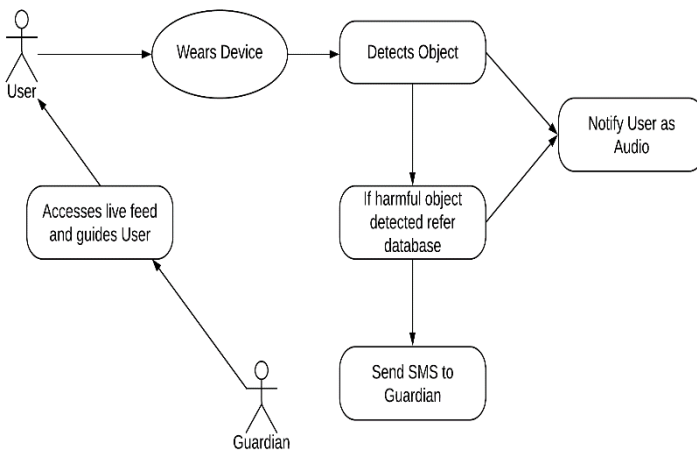 User
Wears Device
Detects Object
Notify User as
Audio
Accesses live feed
and guides User
If harmful object
detected refer
database
Send SMS to
Guardian
Guardian